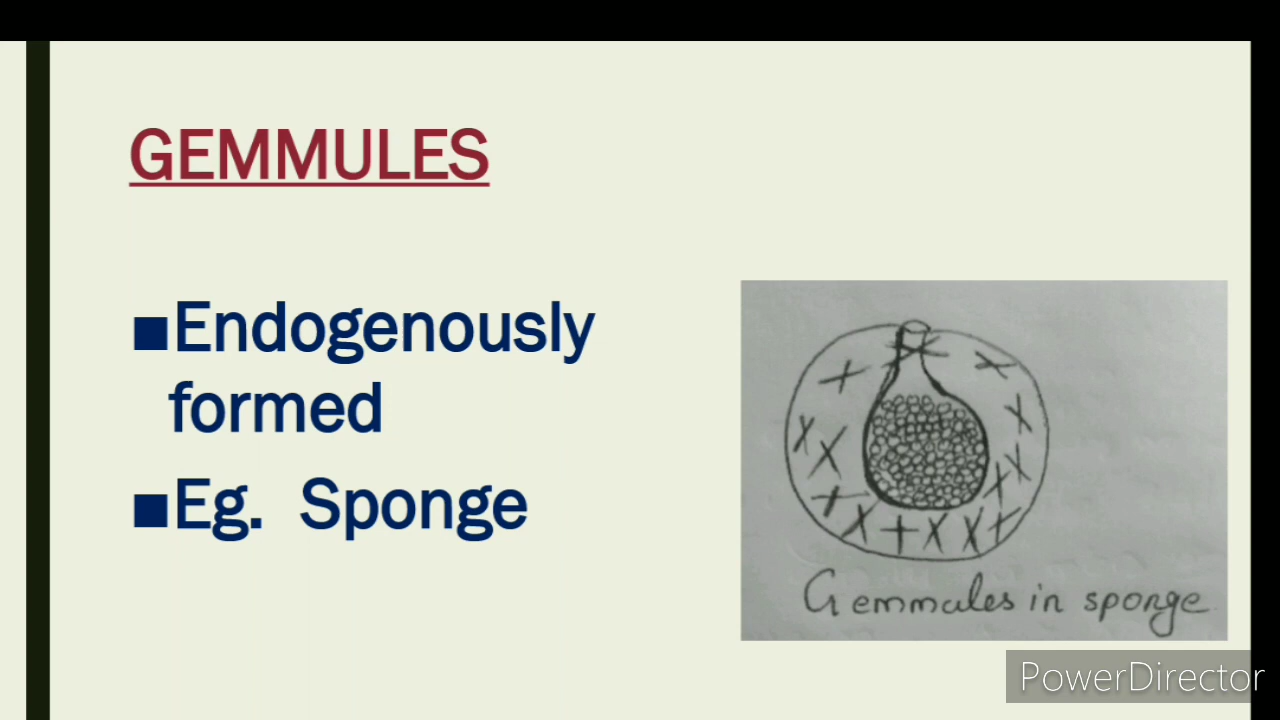 GEMMULES
■Endogenously
formed
■Eg. Sponge
Gemmules in sponge
PowerDirector